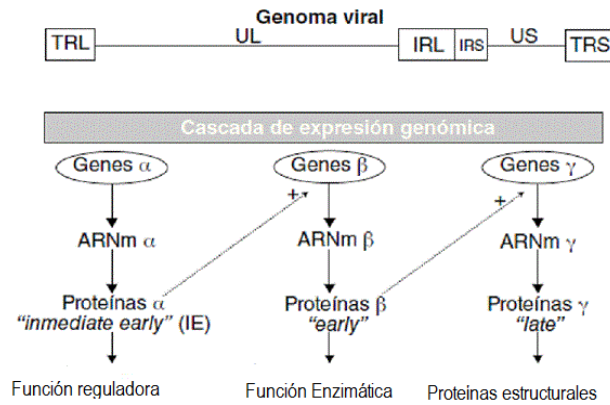 Genoma viral
TRL UL IRL IRS US TRS
Cascada de expresión genómica
Genes α Genes β Genes γ
+ +
ARNm α ARNm β ARNm γ
Proteínas α Proteínas β Proteínas γ
“inmediate early” (IE) “early” “late”
Función reguladora Función Enzimática Proteinas estructurales